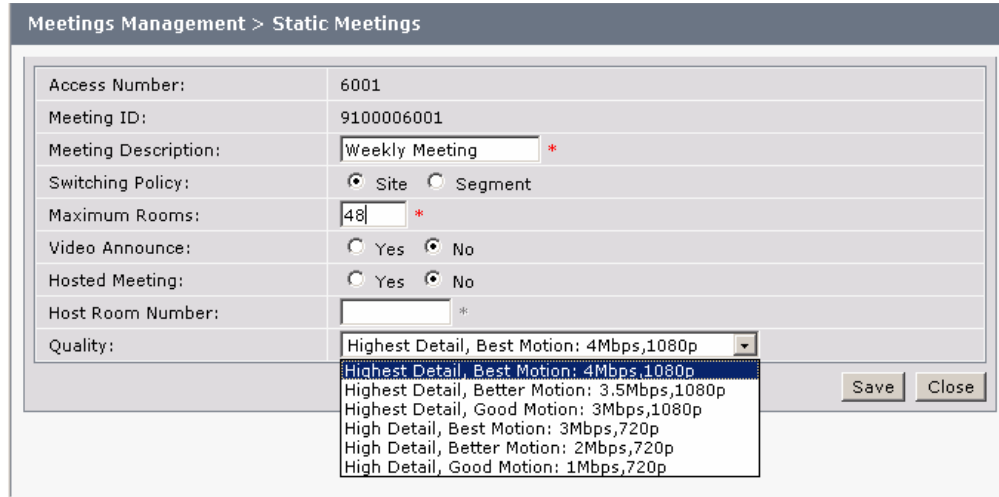 Meetings Management > Static Meetings
Access Number: 6001
Meeting ID: 9100006001
Meeting Description: Weekly Meeting *
Switching Policy: Site Segment
Maximum Rooms: 48 *
Video Announce: Yes No
Hosted Meeting: Yes No
Host Room Number: *
Quality: Highest Detail, Best Motion: 4Mbps,1080p
Highest Detail, Best Motion: 4Mbps,1080p
Highest Detail, Better Motion: 3.5Mbps,1080p
Save Close
Highest Detail, Good Motion: 3Mbps,1080p
High Detail, Best Motion: 3Mbps,720p
High Detail, Better Motion: 2Mbps,720p
High Detail, Good Motion: 1Mbps,720p